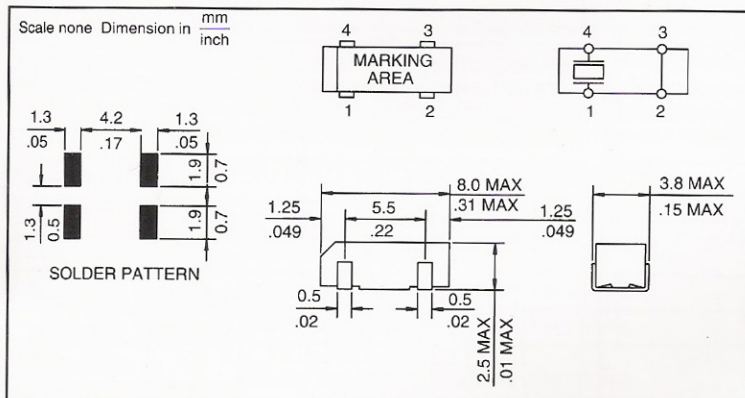 Scale none Dimension in mm
inch
4 3
MARKING
AREA
1 2
4 3
1 2
1.3 4.2 1.3
.05 .17 .05
1.9
0.7
1.3
0.5
1.9
0.7
SOLDER PATTERN
8.0 MAX
.31 MAX
1.25 5.5 1.25
.049 .22 .049
0.5 0.5
.02 .02
2.5 MAX
.01 MAX
3.8 MAX
.15 MAX